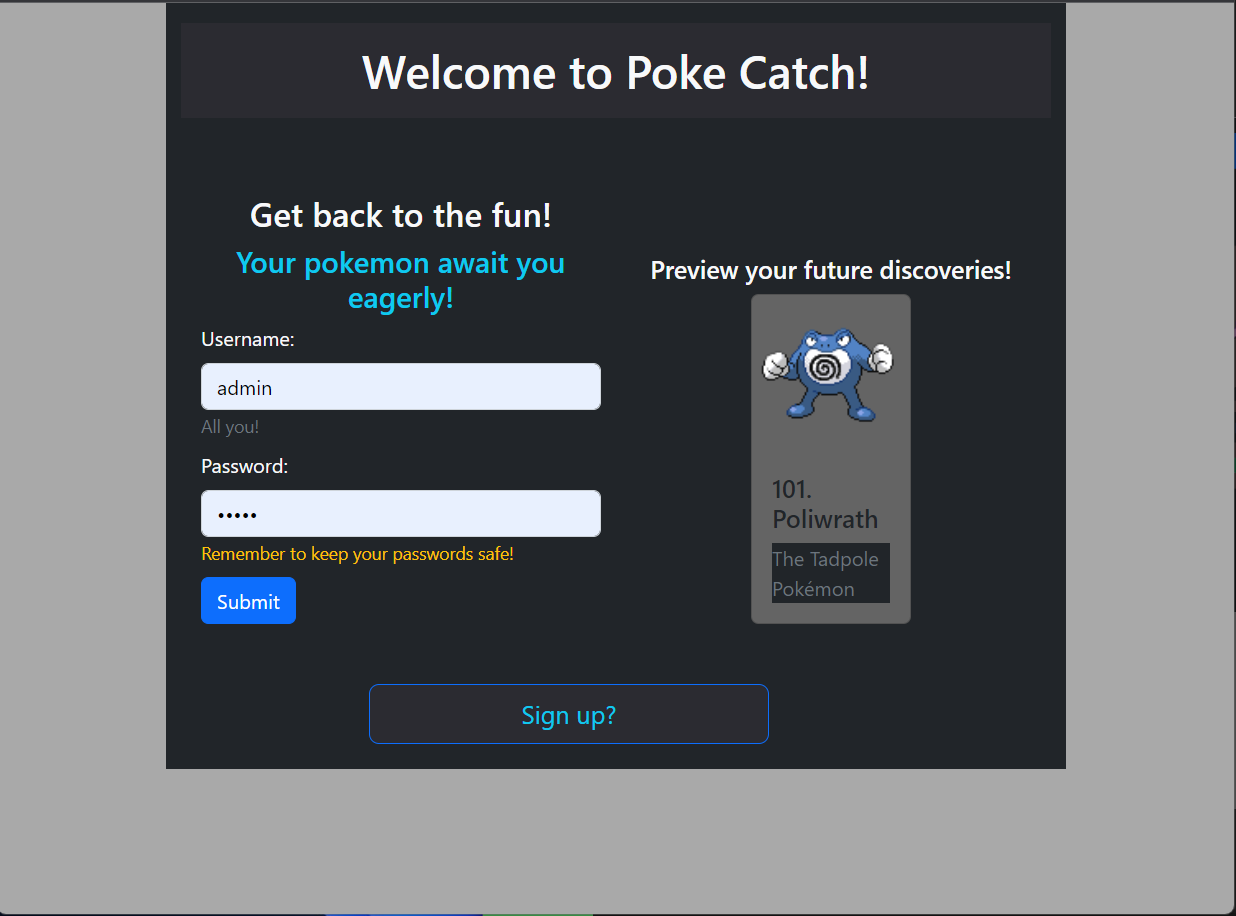 Welcome to Poke Catch!
Get back to the fun!
Your pokemon await you
eagerly!
Username:
admin
All you!
Password:
•••••
Remember to keep your passwords safe!
Submit
Preview your future discoveries!
101.
Poliwrath
The Tadpole
Pokémon
Sign up?